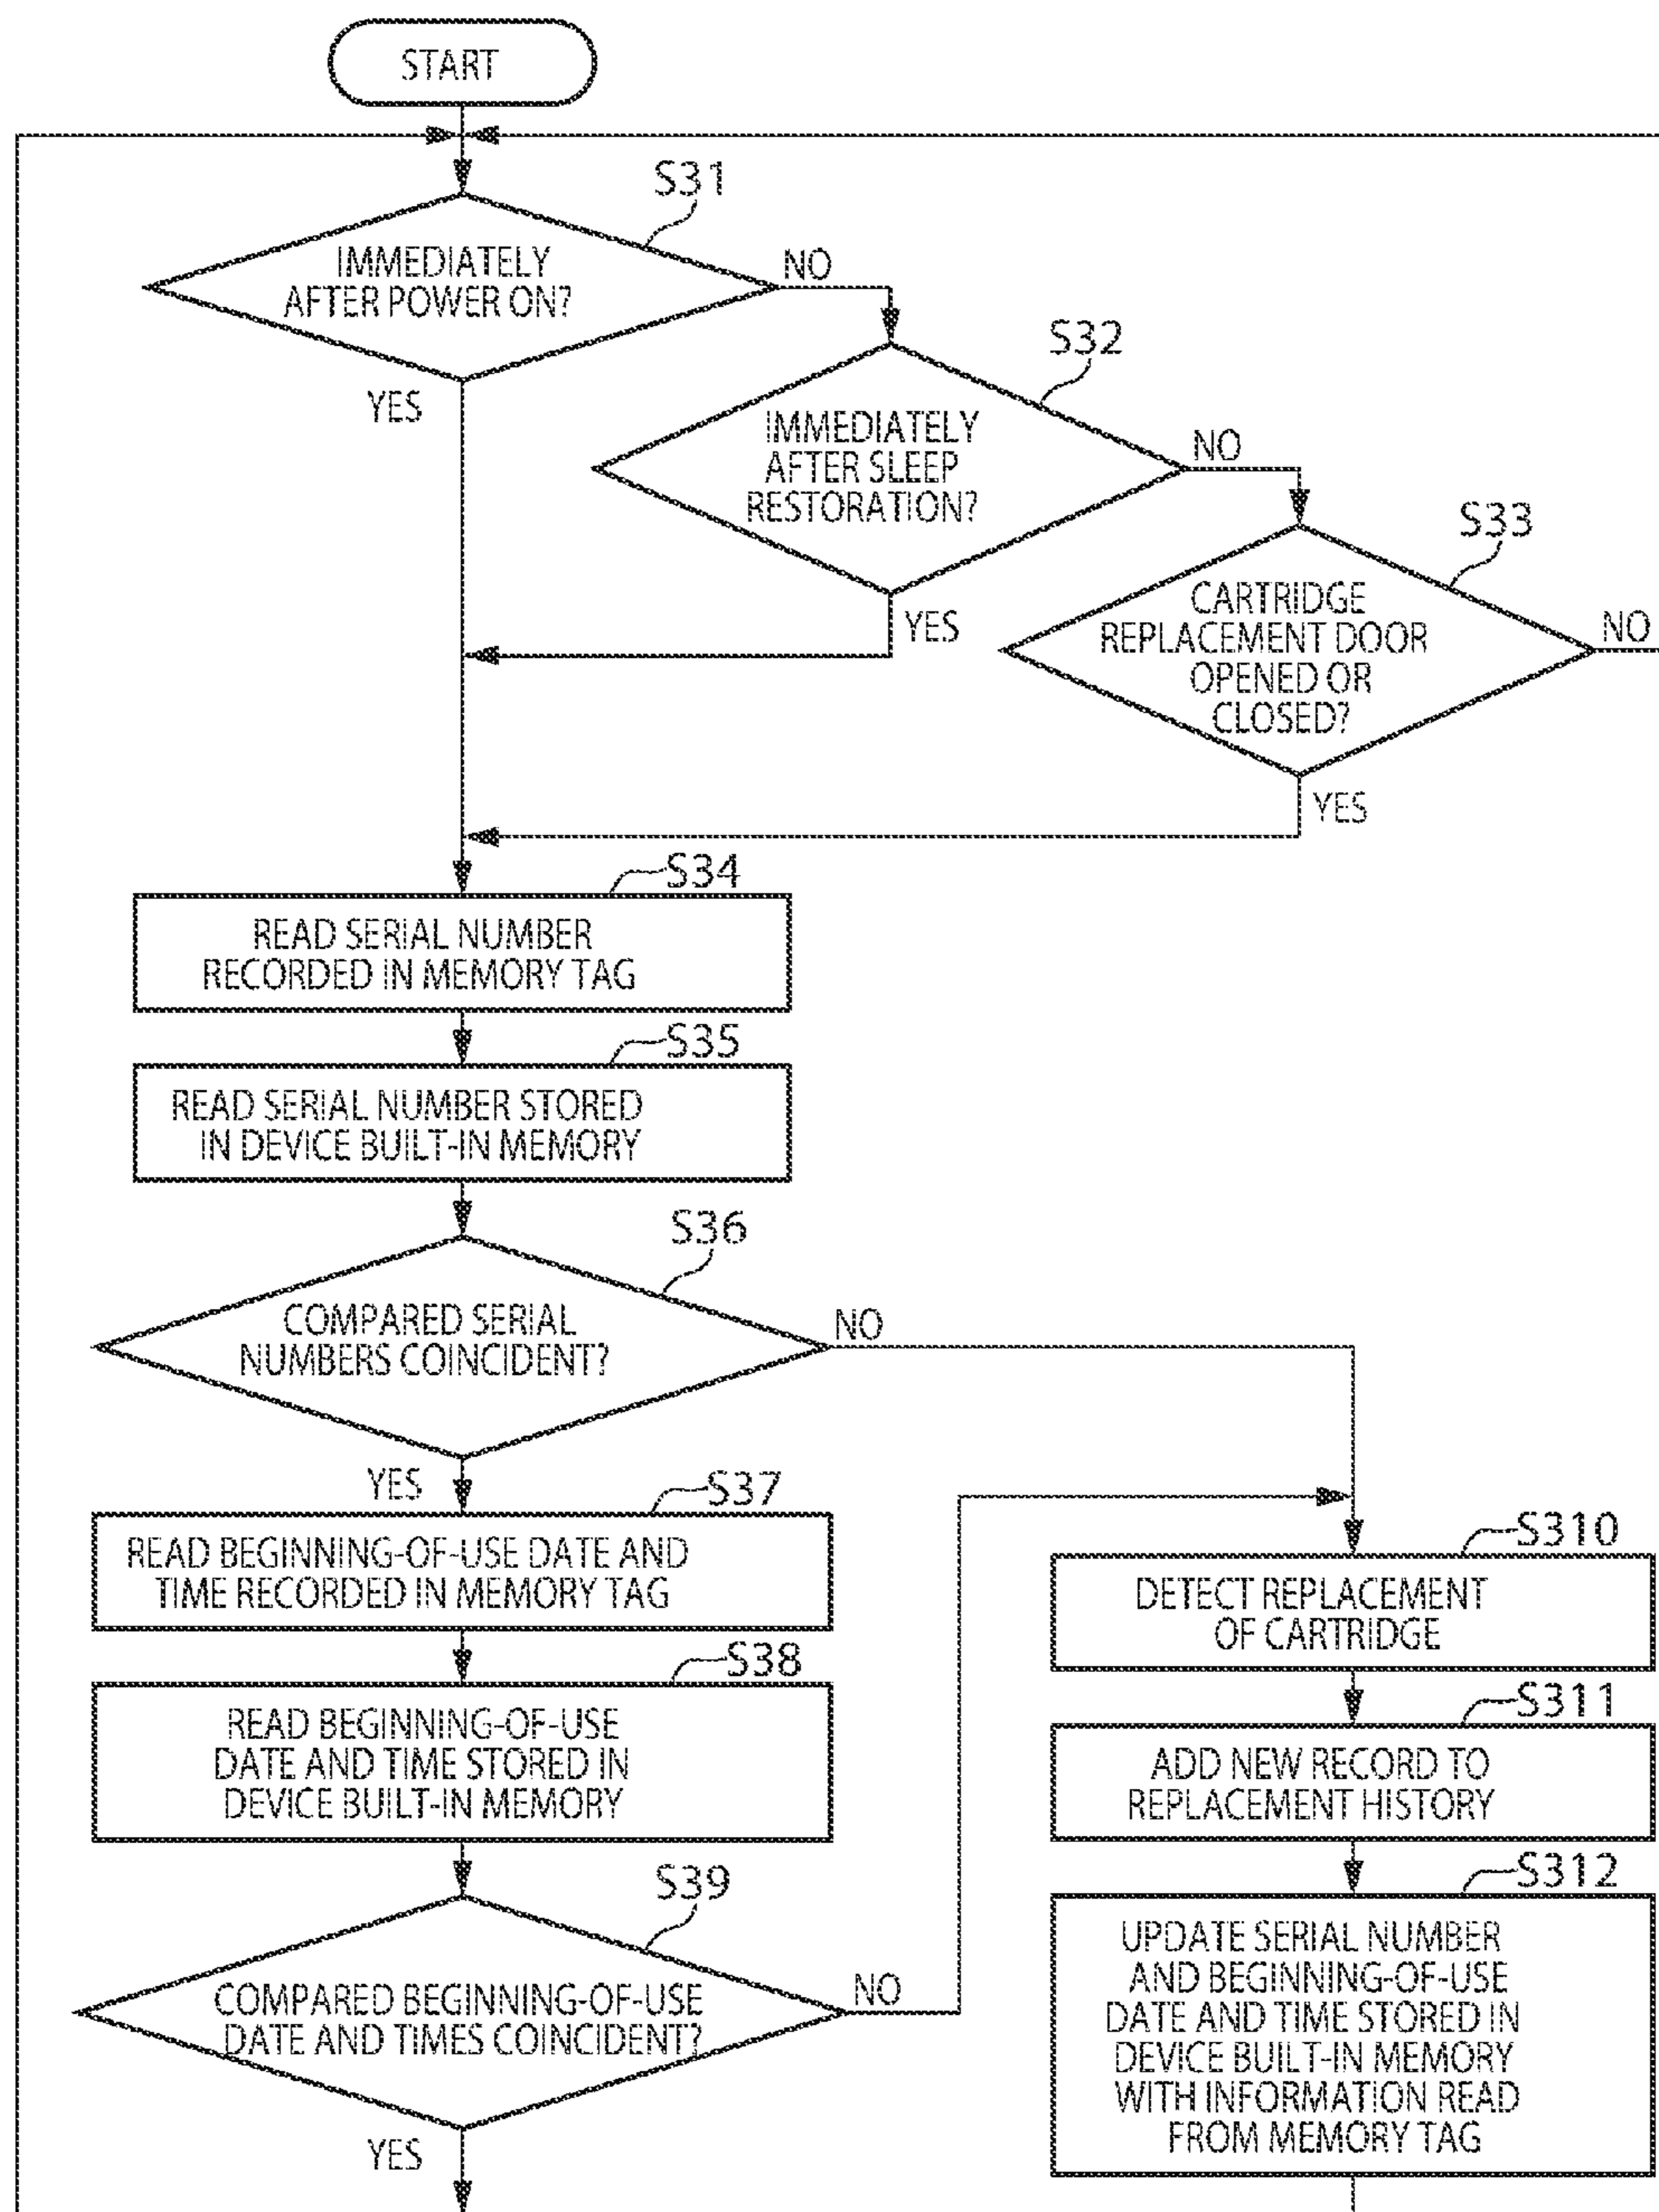 START
S31
IMMEDIATELY
AFTER POWER ON?
NO
YES
S32
IMMEDIATELY
AFTER SLEEP
RESTORATION?
NO
YES
S33
CARTRIDGE
REPLACEMENT DOOR
OPENED OR
CLOSED?
NO
YES
S34
READ SERIAL NUMBER
RECORDED IN MEMORY TAG
S35
READ SERIAL NUMBER STORED
IN DEVICE BUILT-IN MEMORY
S36
COMPARED SERIAL
NUMBERS COINCIDENT?
NO
YES
S37
READ BEGINNING-OF-USE DATE AND
TIME RECORDED IN MEMORY TAG
S38
READ BEGINNING-OF-USE
DATE AND TIME STORED IN
DEVICE BUILT-IN MEMORY
S39
COMPARED BEGINNING-OF-USE
DATE AND TIMES COINCIDENT?
NO
YES
S310
DETECT REPLACEMENT
OF CARTRIDGE
S311
ADD NEW RECORD TO
REPLACEMENT HISTORY
S312
UPDATE SERIAL NUMBER
AND BEGINNING-OF-USE
DATE AND TIME STORED IN
DEVICE BUILT-IN MEMORY
WITH INFORMATION READ
FROM MEMORY TAG